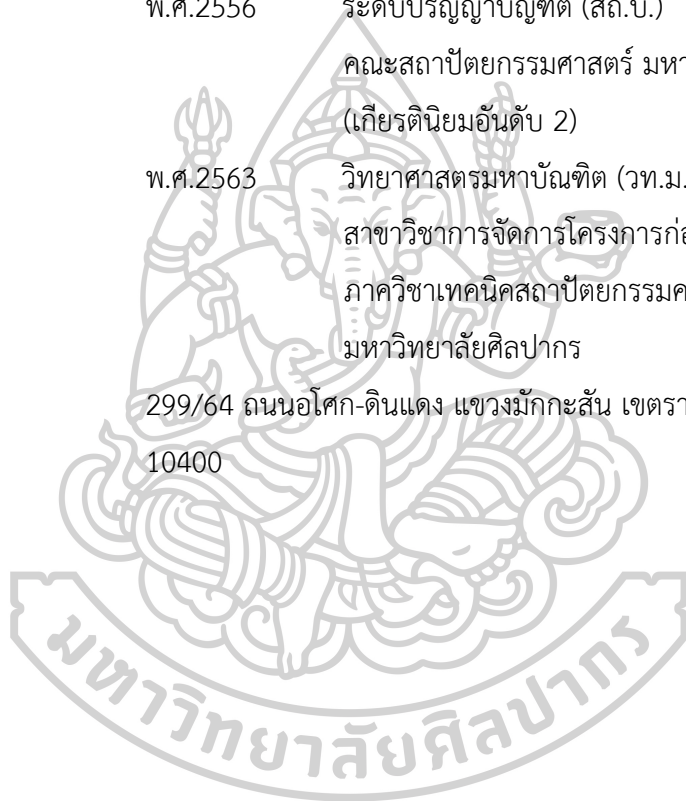 พ.ศ.2556 ระดับปริญญาบัณฑิต (สถ.บ.)
คณะสถาปัตยกรรมศาสตร์ มหา
(เกียรตินิยมอันดับ 2)
พ.ศ.2563 วิทยาศาสตรมหาบัณฑิต (วท.ม.
สาขาวิชาการจัดการโครงการก่อ
ภาควิชาเทคนิคสถาปัตยกรรมค
มหาวิทยาลัยศิลปากร
299/64 ถนนอโศก-ดินแดง แขวงมักกะสัน เขตรา
10400
มหาวิทยาลัยศิลปากร